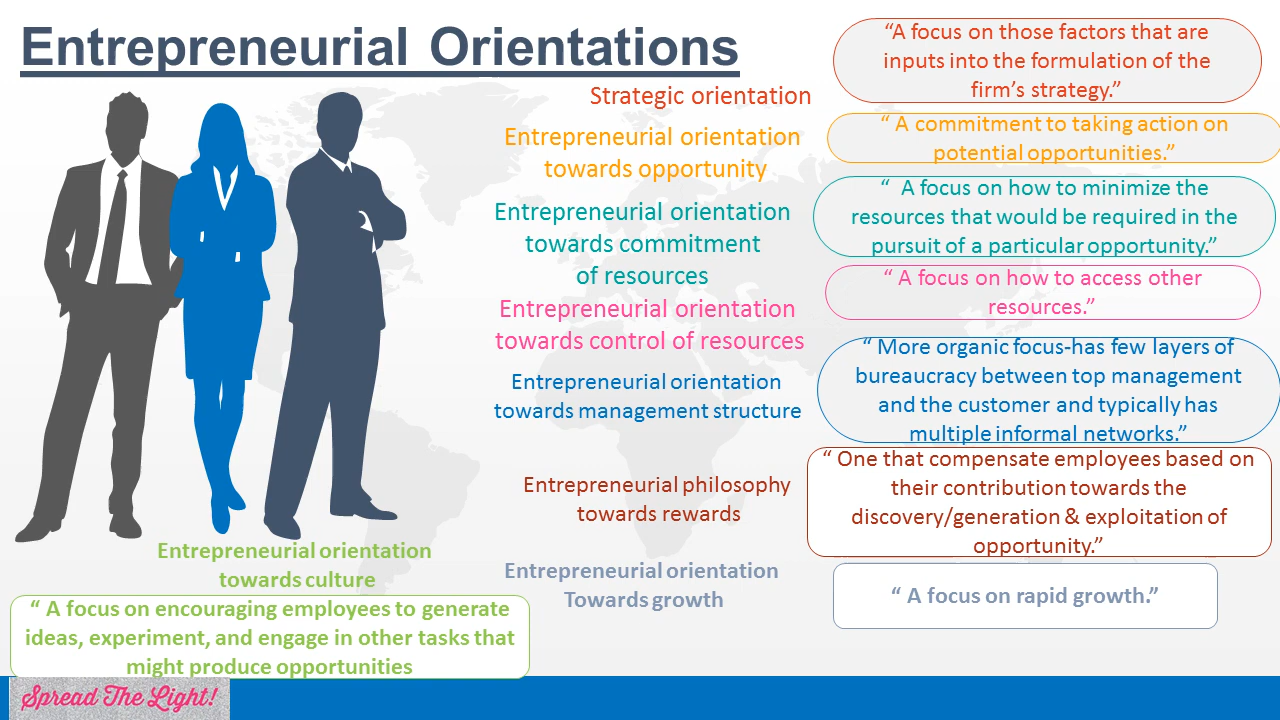 Entrepreneurial Orientations
Strategic orientation
“A focus on those factors that are
inputs into the formulation of the
firm’s strategy.”
Entrepreneurial orientation
towards opportunity
“ A commitment to taking action on
potential opportunities.”
Entrepreneurial orientation
towards commitment
of resources
“  A focus on how to minimize the
resources that would be required in the
pursuit of a particular opportunity.”
Entrepreneurial orientation
towards control of resources
“ A focus on how to access other
resources.”
Entrepreneurial orientation
towards management structure
“ More organic focus-has few layers of
bureaucracy between top management
and the customer and typically has
multiple informal networks.”
Entrepreneurial philosophy
towards rewards
“ One that compensate employees based on
their contribution towards the
discovery/generation & exploitation of
opportunity.”
Entrepreneurial orientation
Towards growth
“ A focus on rapid growth.”
Entrepreneurial orientation
towards culture
“ A focus on encouraging employees to generate
ideas, experiment, and engage in other tasks that
might produce opportunities
Spread The Light!